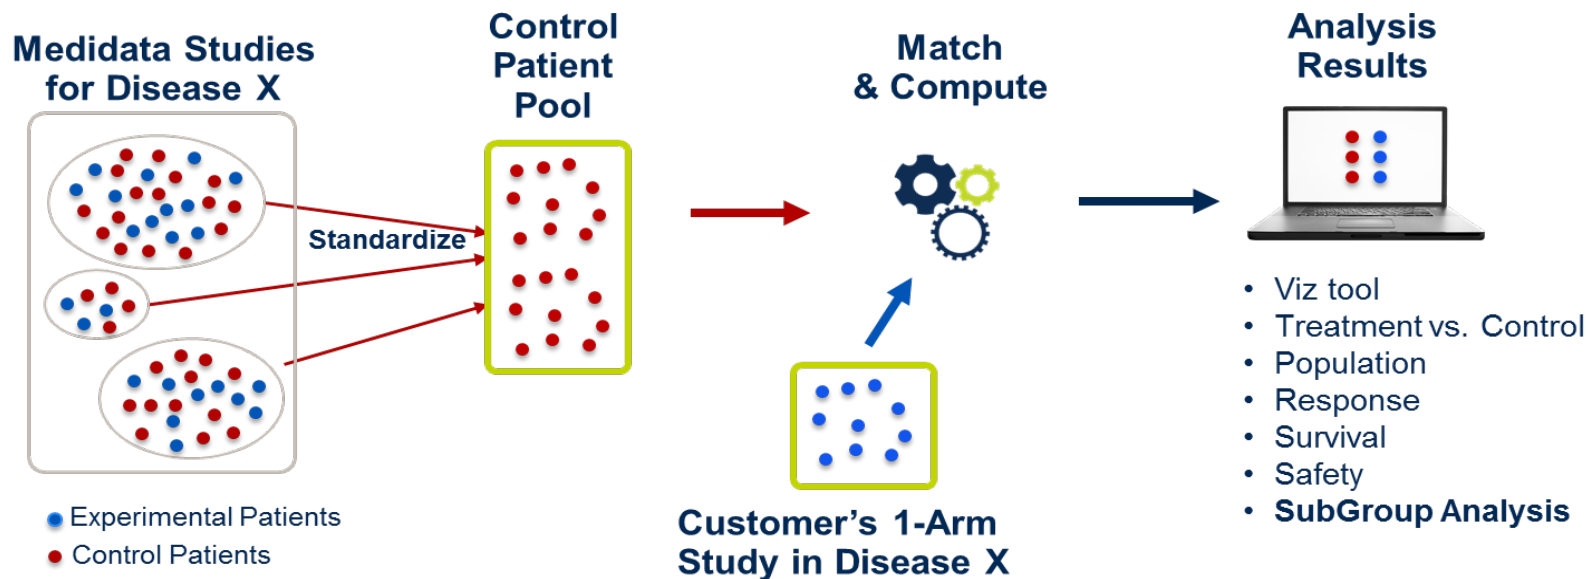 Medidata Studies
for Disease X
Control
Patient
Pool
Match
& Compute
Analysis
Results
Standardize
• Viz tool
• Treatment vs. Control
• Population
• Response
• Survival
• Safety
• SubGroup Analysis
Experimental Patients
Control Patients
Customer’s 1-Arm
Study in Disease X